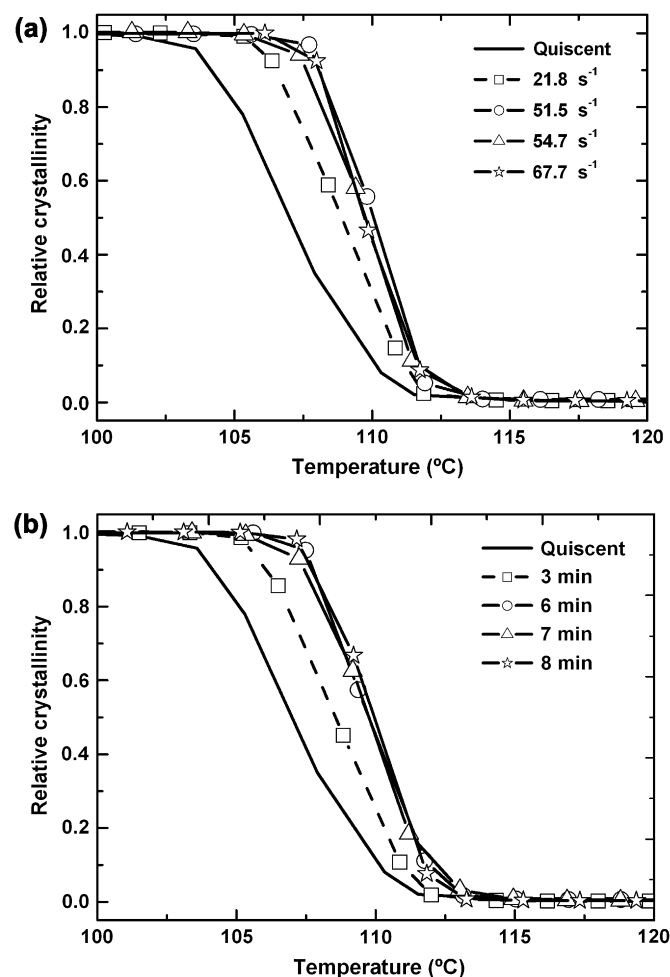 (a)
1.0
0.8
0.6
0.4
0.2
0.0
Relative crystallinity
Quiscent
21.8 s⁻¹
51.5 s⁻¹
54.7 s⁻¹
67.7 s⁻¹
100 105 110 115 120
Temperature (ºC)
(b)
1.0
0.8
0.6
0.4
0.2
0.0
Relative crystallinity
Quiscent
3 min
6 min
7 min
8 min
100 105 110 115 120
Temperature (ºC)